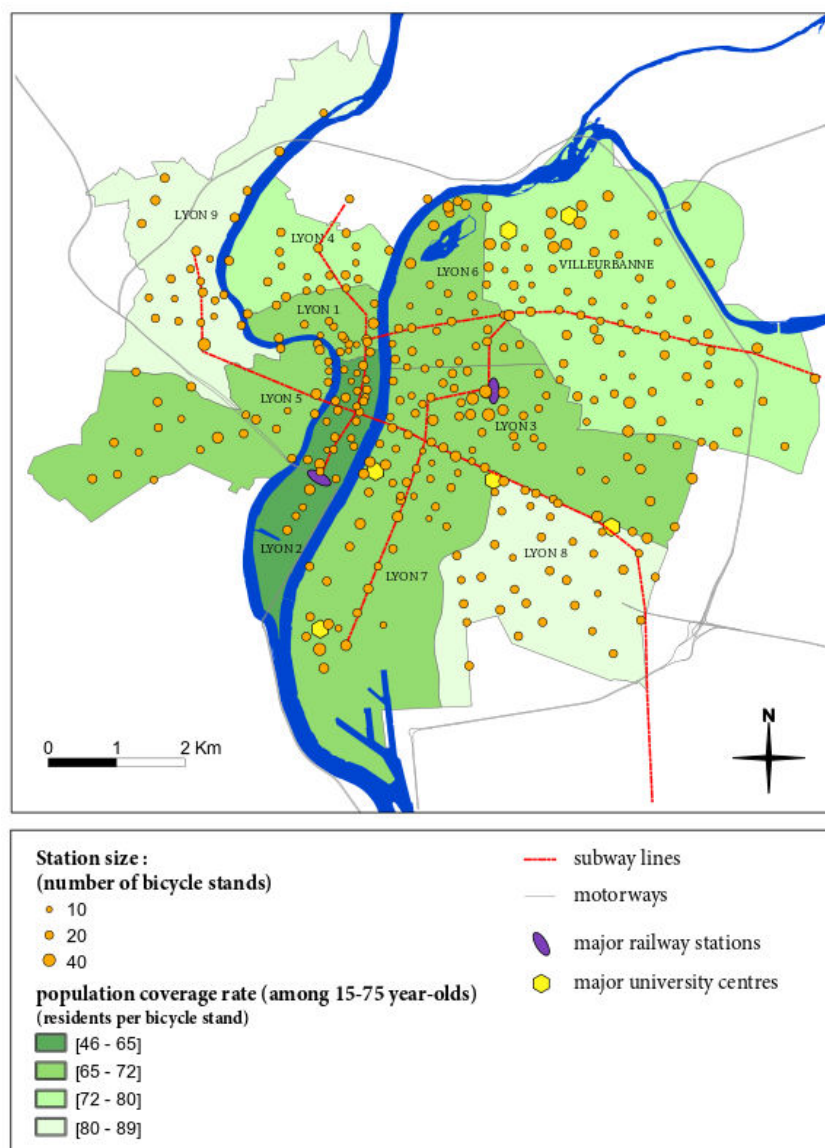 LYON 9
LYON 4
LYON 6
VILLEURBANNE
LYON 1
LYON 5
LYON 3
LYON 2
LYON 8
LYON 7
0 1 2 Km
N
Station size :
(number of bicycle stands)
10
20
40
population coverage rate (among 15-75 year-olds)
(residents per bicycle stand)
[46 - 65]
[65 - 72]
[72 - 80]
[80 - 89]
subway lines
motorways
major railway stations
major university centres